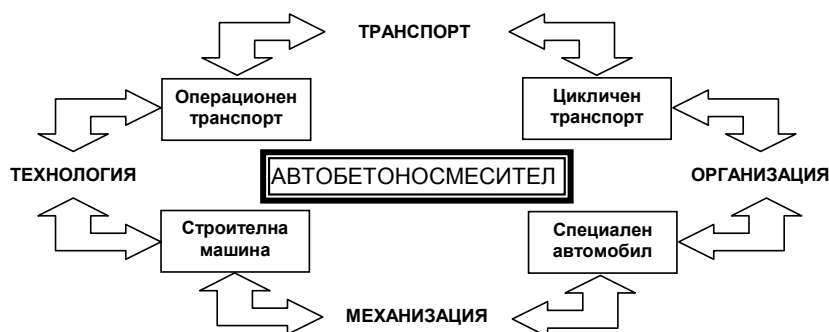 ТРАНСПОРТ
Операционен
транспорт
Цикличен
транспорт
ТЕХНОЛОГИЯ
АВТОБЕТОНОСМЕСИТЕЛ
ОРГАНИЗАЦИЯ
Строителна
машина
Специален
автомобил
МЕХАНИЗАЦИЯ